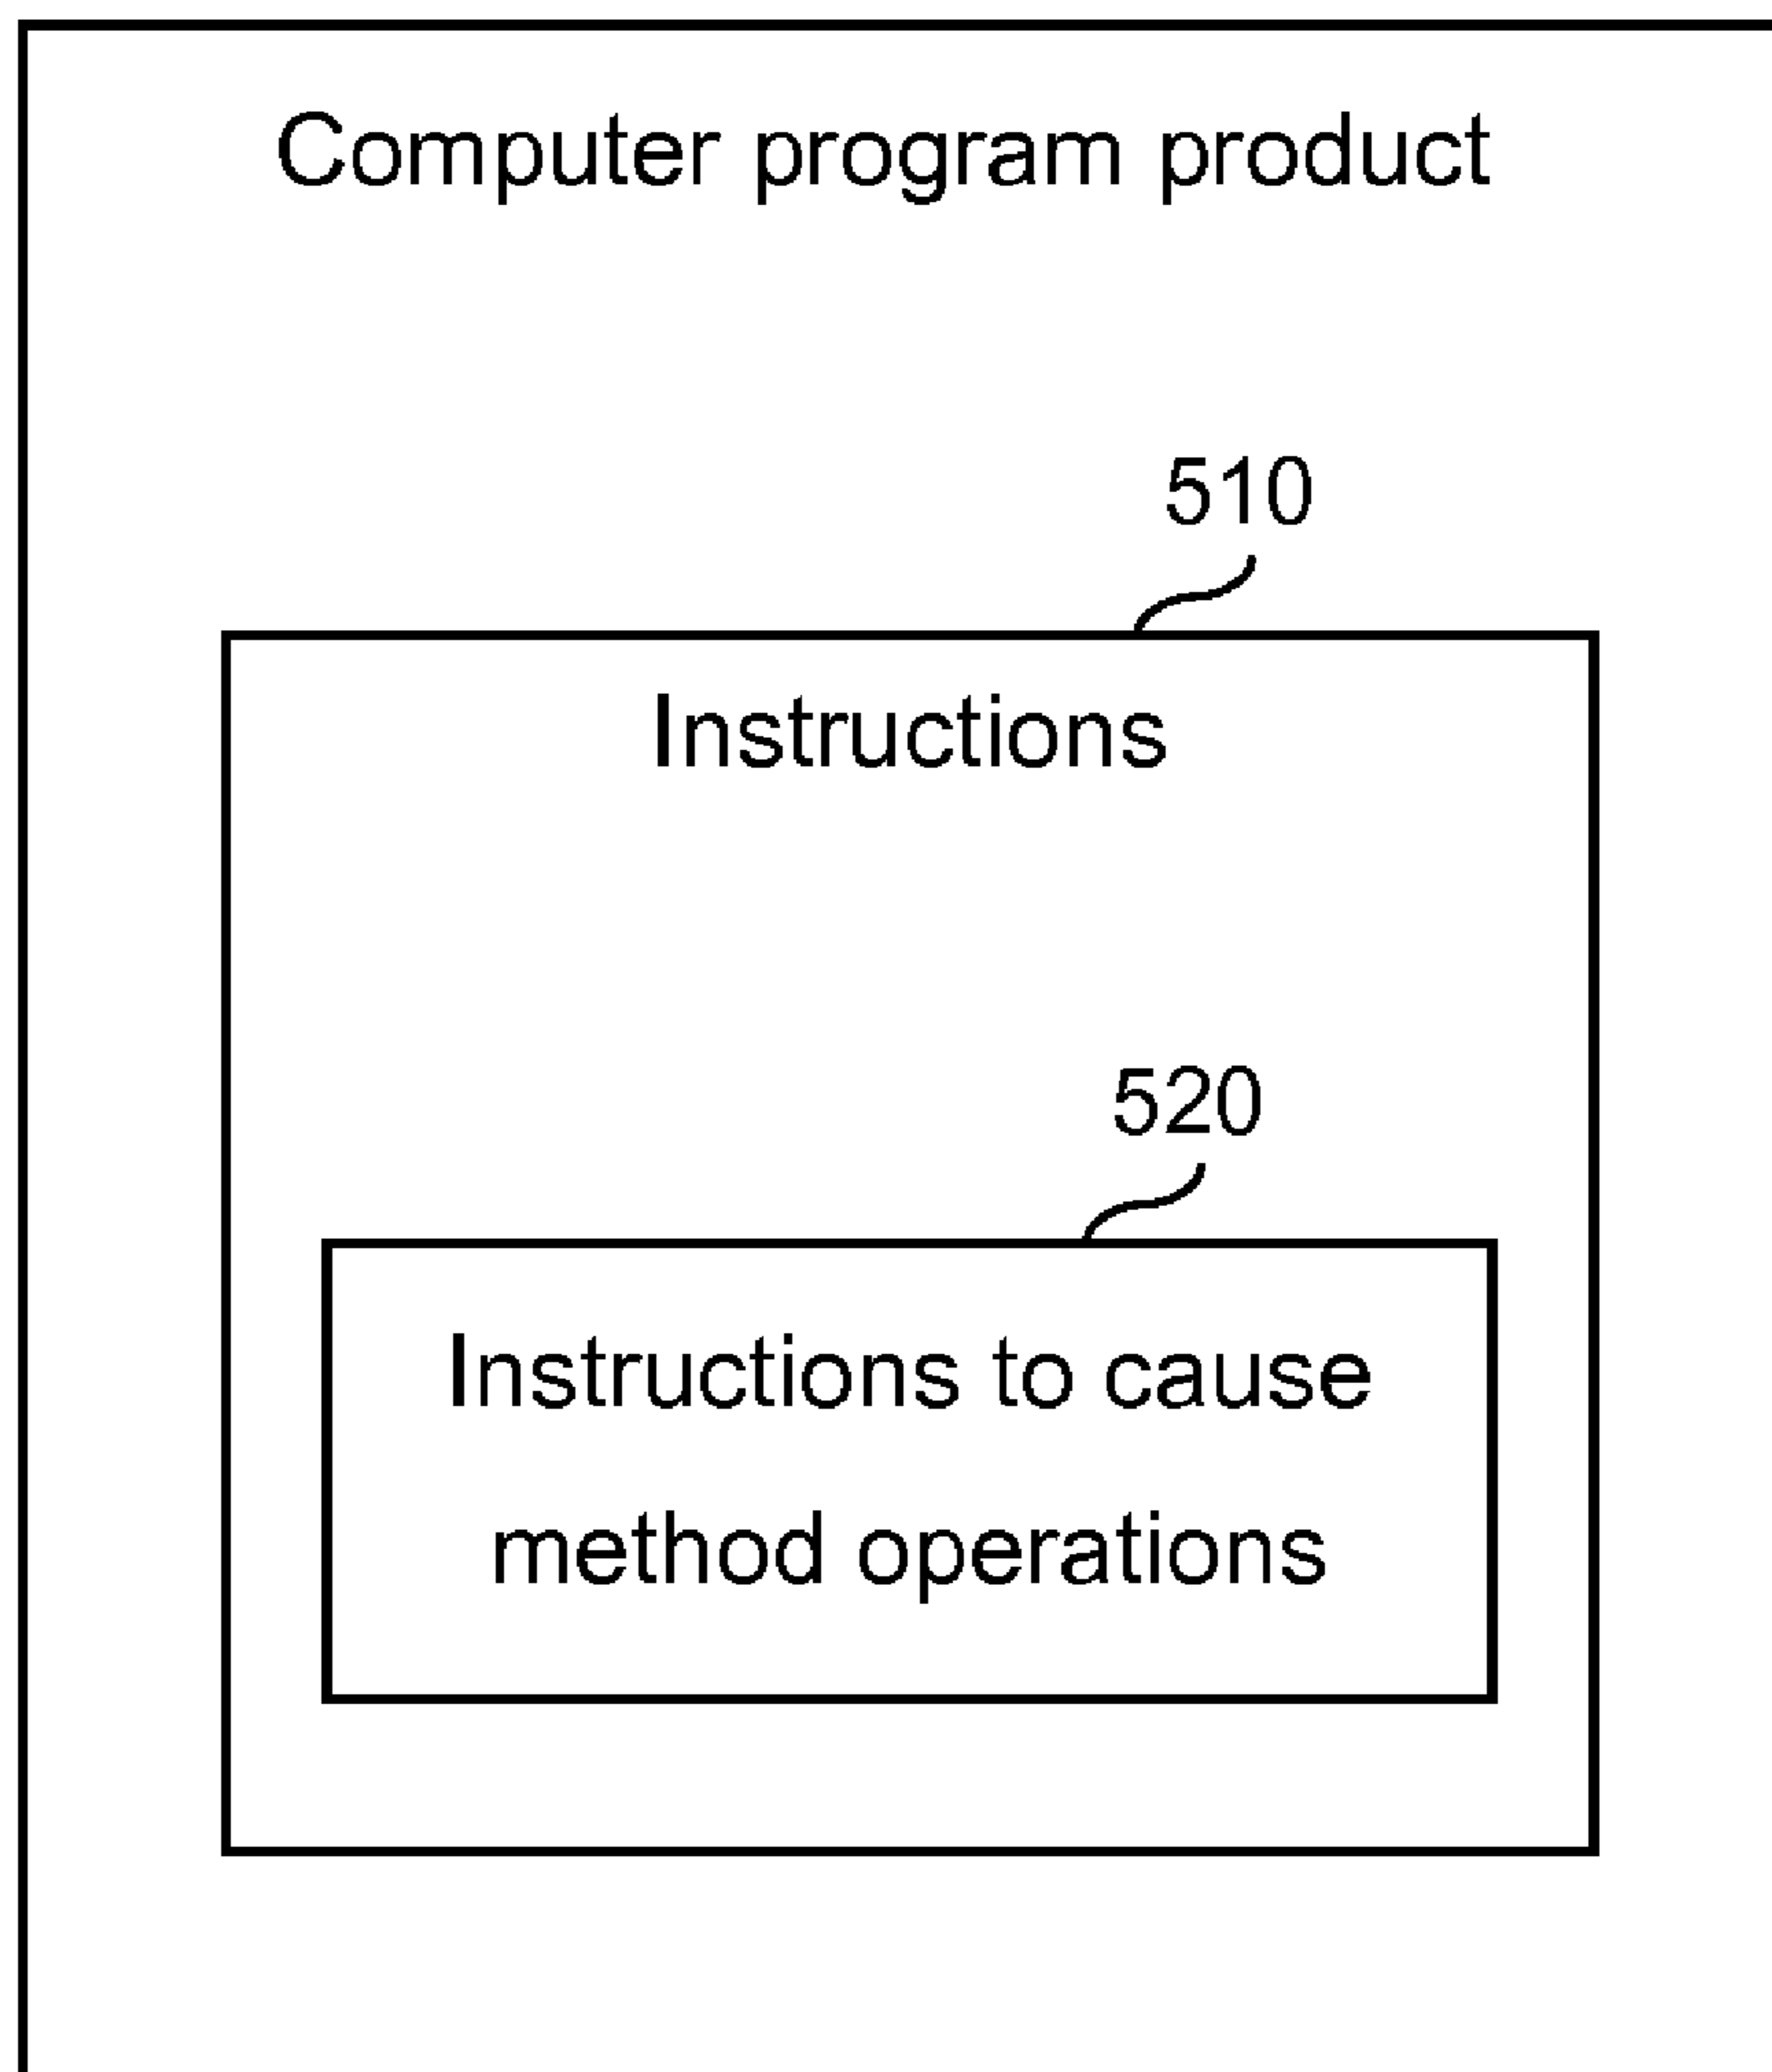 Computer program product
510
Instructions
520
Instructions to cause
method operations